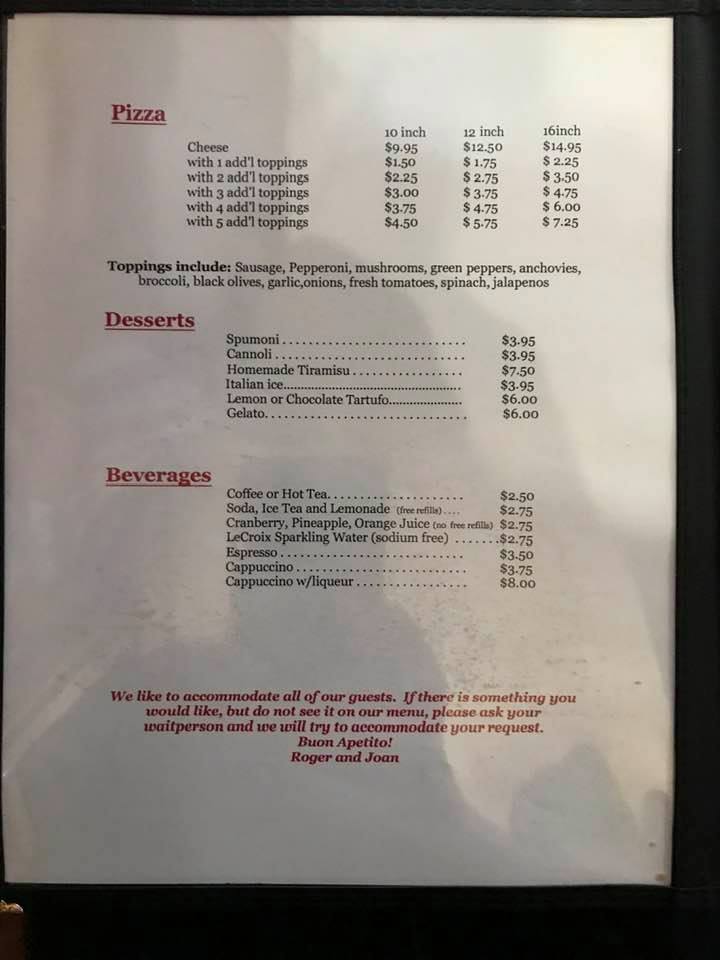 Pizza
10 inch 12 inch 16inch
Cheese $9.95 $12.50 $14.95
with 1 add'l toppings $1.50 $ 1.75 $ 2.25
with 2 add'l toppings $2.25 $ 2.75 $ 3.50
with 3 add'l toppings $3.00 $ 3.75 $ 4.75
with 4 add'l toppings $3.75 $ 4.75 $ 6.00
with 5 add'l toppings $4.50 $ 5.75 $ 7.25
Toppings include: Sausage, Pepperoni, mushrooms, green peppers, anchovies,
broccoli, black olives, garlic,onions, fresh tomatoes, spinach, jalapenos
Desserts
Spumoni........................... $3.95
Cannoli............................ $3.95
Homemade Tiramisu................. $7.50
Italian ice................................................... $3.95
Lemon or Chocolate Tartufo..................... $6.00
Gelato.............................. $6.00
Beverages
Coffee or Hot Tea..................... $2.50
Soda, Ice Tea and Lemonade (free refills).... $2.75
Cranberry, Pineapple, Orange Juice (no free refills) $2.75
LeCroix Sparkling Water (sodium free) .......$2.75
Espresso........................... $3.50
Cappuccino......................... $3.75
Cappuccino w/liqueur................. $8.00
We like to accommodate all of our guests. If there is something you
would like, but do not see it on our menu, please ask your
waitperson and we will try to accommodate your request.
Buon Apetito!
Roger and Joan